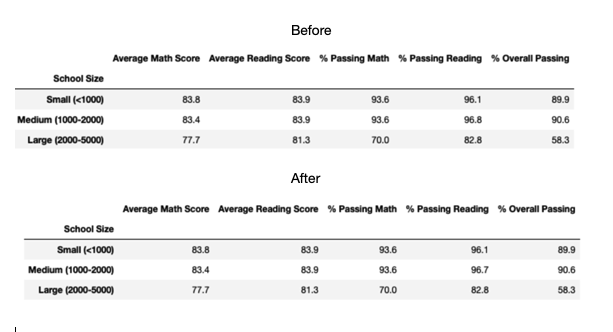 Before
Average Math Score Average Reading Score % Passing Math % Passing Reading % Overall Passing
School Size
Small (<1000) 83.8 83.9 93.6 96.1 89.9
Medium (1000-2000) 83.4 83.9 93.6 96.8 90.6
Large (2000-5000) 77.7 81.3 70.0 82.8 58.3
After
Average Math Score Average Reading Score % Passing Math % Passing Reading % Overall Passing
School Size
Small (<1000) 83.8 83.9 93.6 96.1 89.9
Medium (1000-2000) 83.4 83.9 93.6 96.7 90.6
Large (2000-5000) 77.7 81.3 70.0 82.8 58.3